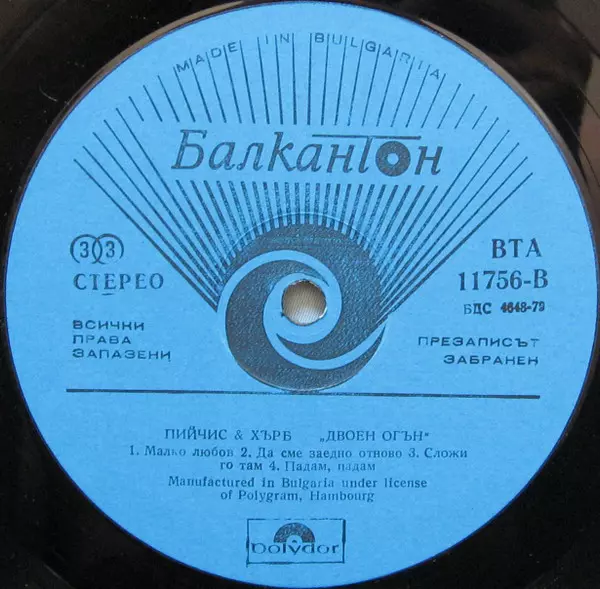 MADE IN BULGARIA
Балкантон
33
СТЕРЕО
ВТА
11756-В
БДС 4648-79
ВСИЧКИ
ПРАВА
ЗАПАЗЕНИ
ПРЕЗАПИСЪТ
ЗАБРАНЕН
ПИЙЧИС & ХЪРБ „ДВОЕН ОГЪН“
1. Малко любов 2. Да сме заедно отново 3. Сложи
го там 4. Падам, падам
Manufactured in Bulgaria under license
of Polygram, Hambourg
polydor